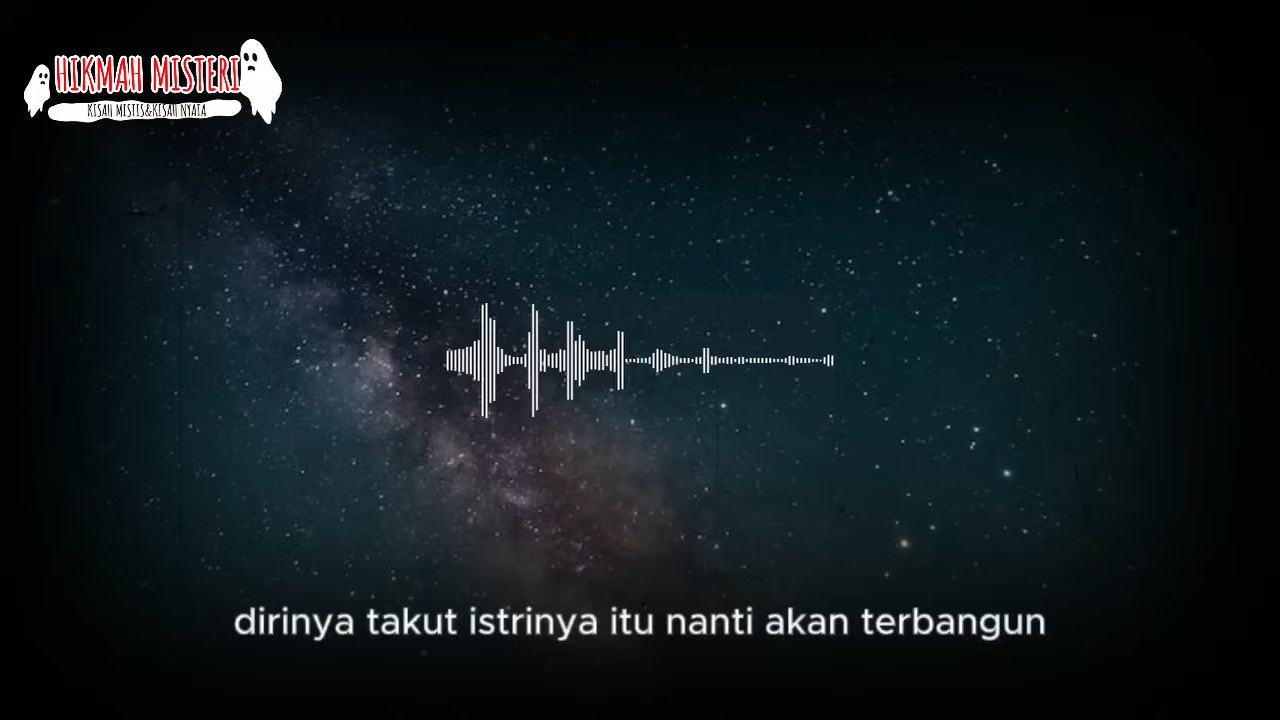 HIKMAH MISTERI
KISAH MISTIS&KISAH NYATA
dirinya takut istrinya itu nanti akan terbangun